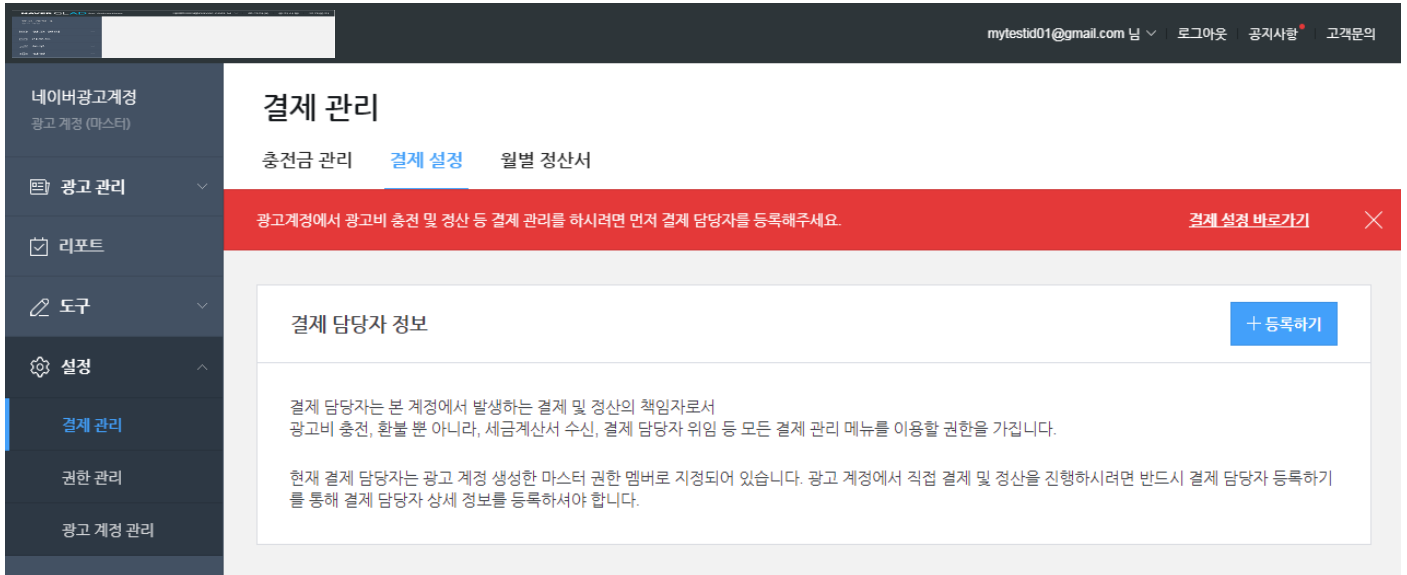 mytestid01@gmail.com 님 로그아웃 공지사항 고객문의
네이버광고계정
광고 계정 (마스터)
광고 관리
리포트
도구
설정
결제 관리
권한 관리
광고 계정 관리
결제 관리
충전금 관리 결제 설정 월별 정산서
광고계정에서 광고비 충전 및 정산 등 결제 관리를 하시려면 먼저 결제 담당자를 등록해주세요. 결제 설정 바로가기
결제 담당자 정보 + 등록하기
결제 담당자는 본 계정에서 발생하는 결제 및 정산의 책임자로서
광고비 충전, 환불 뿐 아니라, 세금계산서 수신, 결제 담당자 위임 등 모든 결제 관리 메뉴를 이용할 권한을 가집니다.
현재 결제 담당자는 광고 계정 생성한 마스터 권한 멤버로 지정되어 있습니다. 광고 계정에서 직접 결제 및 정산을 진행하시려면 반드시 결제 담당자 등록하기
를 통해 결제 담당자 상세 정보를 등록하셔야 합니다.